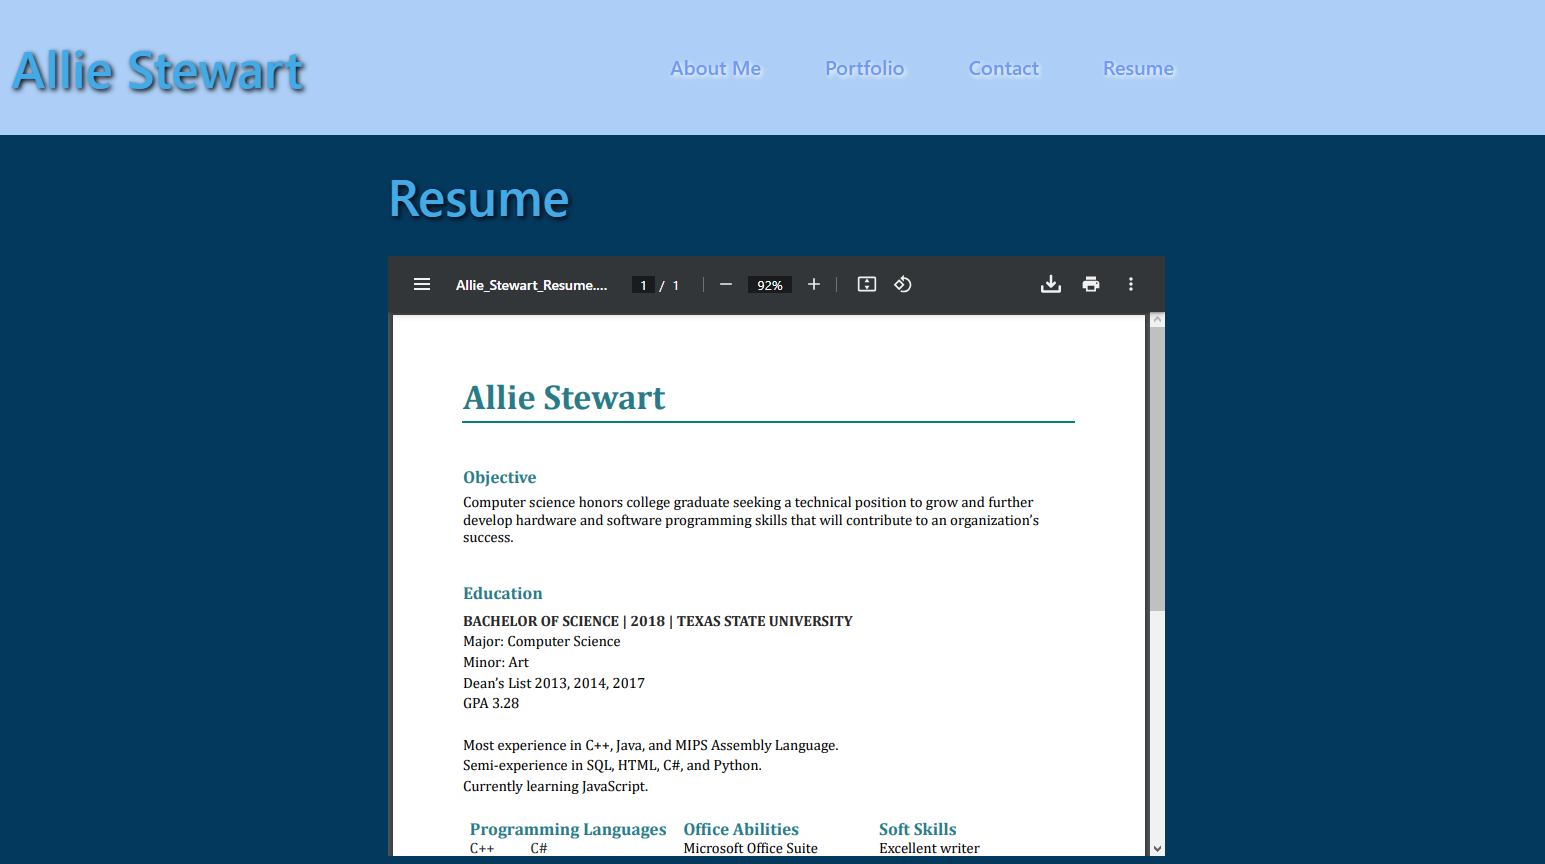 Allie Stewart
About Me Portfolio Contact Resume
Resume
Allie_Stewart_Resume.... 1 / 1 92%
Allie Stewart
Objective
Computer science honors college graduate seeking a technical position to grow and further
develop hardware and software programming skills that will contribute to an organization’s
success.
Education
BACHELOR OF SCIENCE | 2018 | TEXAS STATE UNIVERSITY
Major: Computer Science
Minor: Art
Dean’s List 2013, 2014, 2017
GPA 3.28
Most experience in C++, Java, and MIPS Assembly Language.
Semi-experience in SQL, HTML, C#, and Python.
Currently learning JavaScript.
Programming Languages Office Abilities Soft Skills
C++ C# Microsoft Office Suite Excellent writer